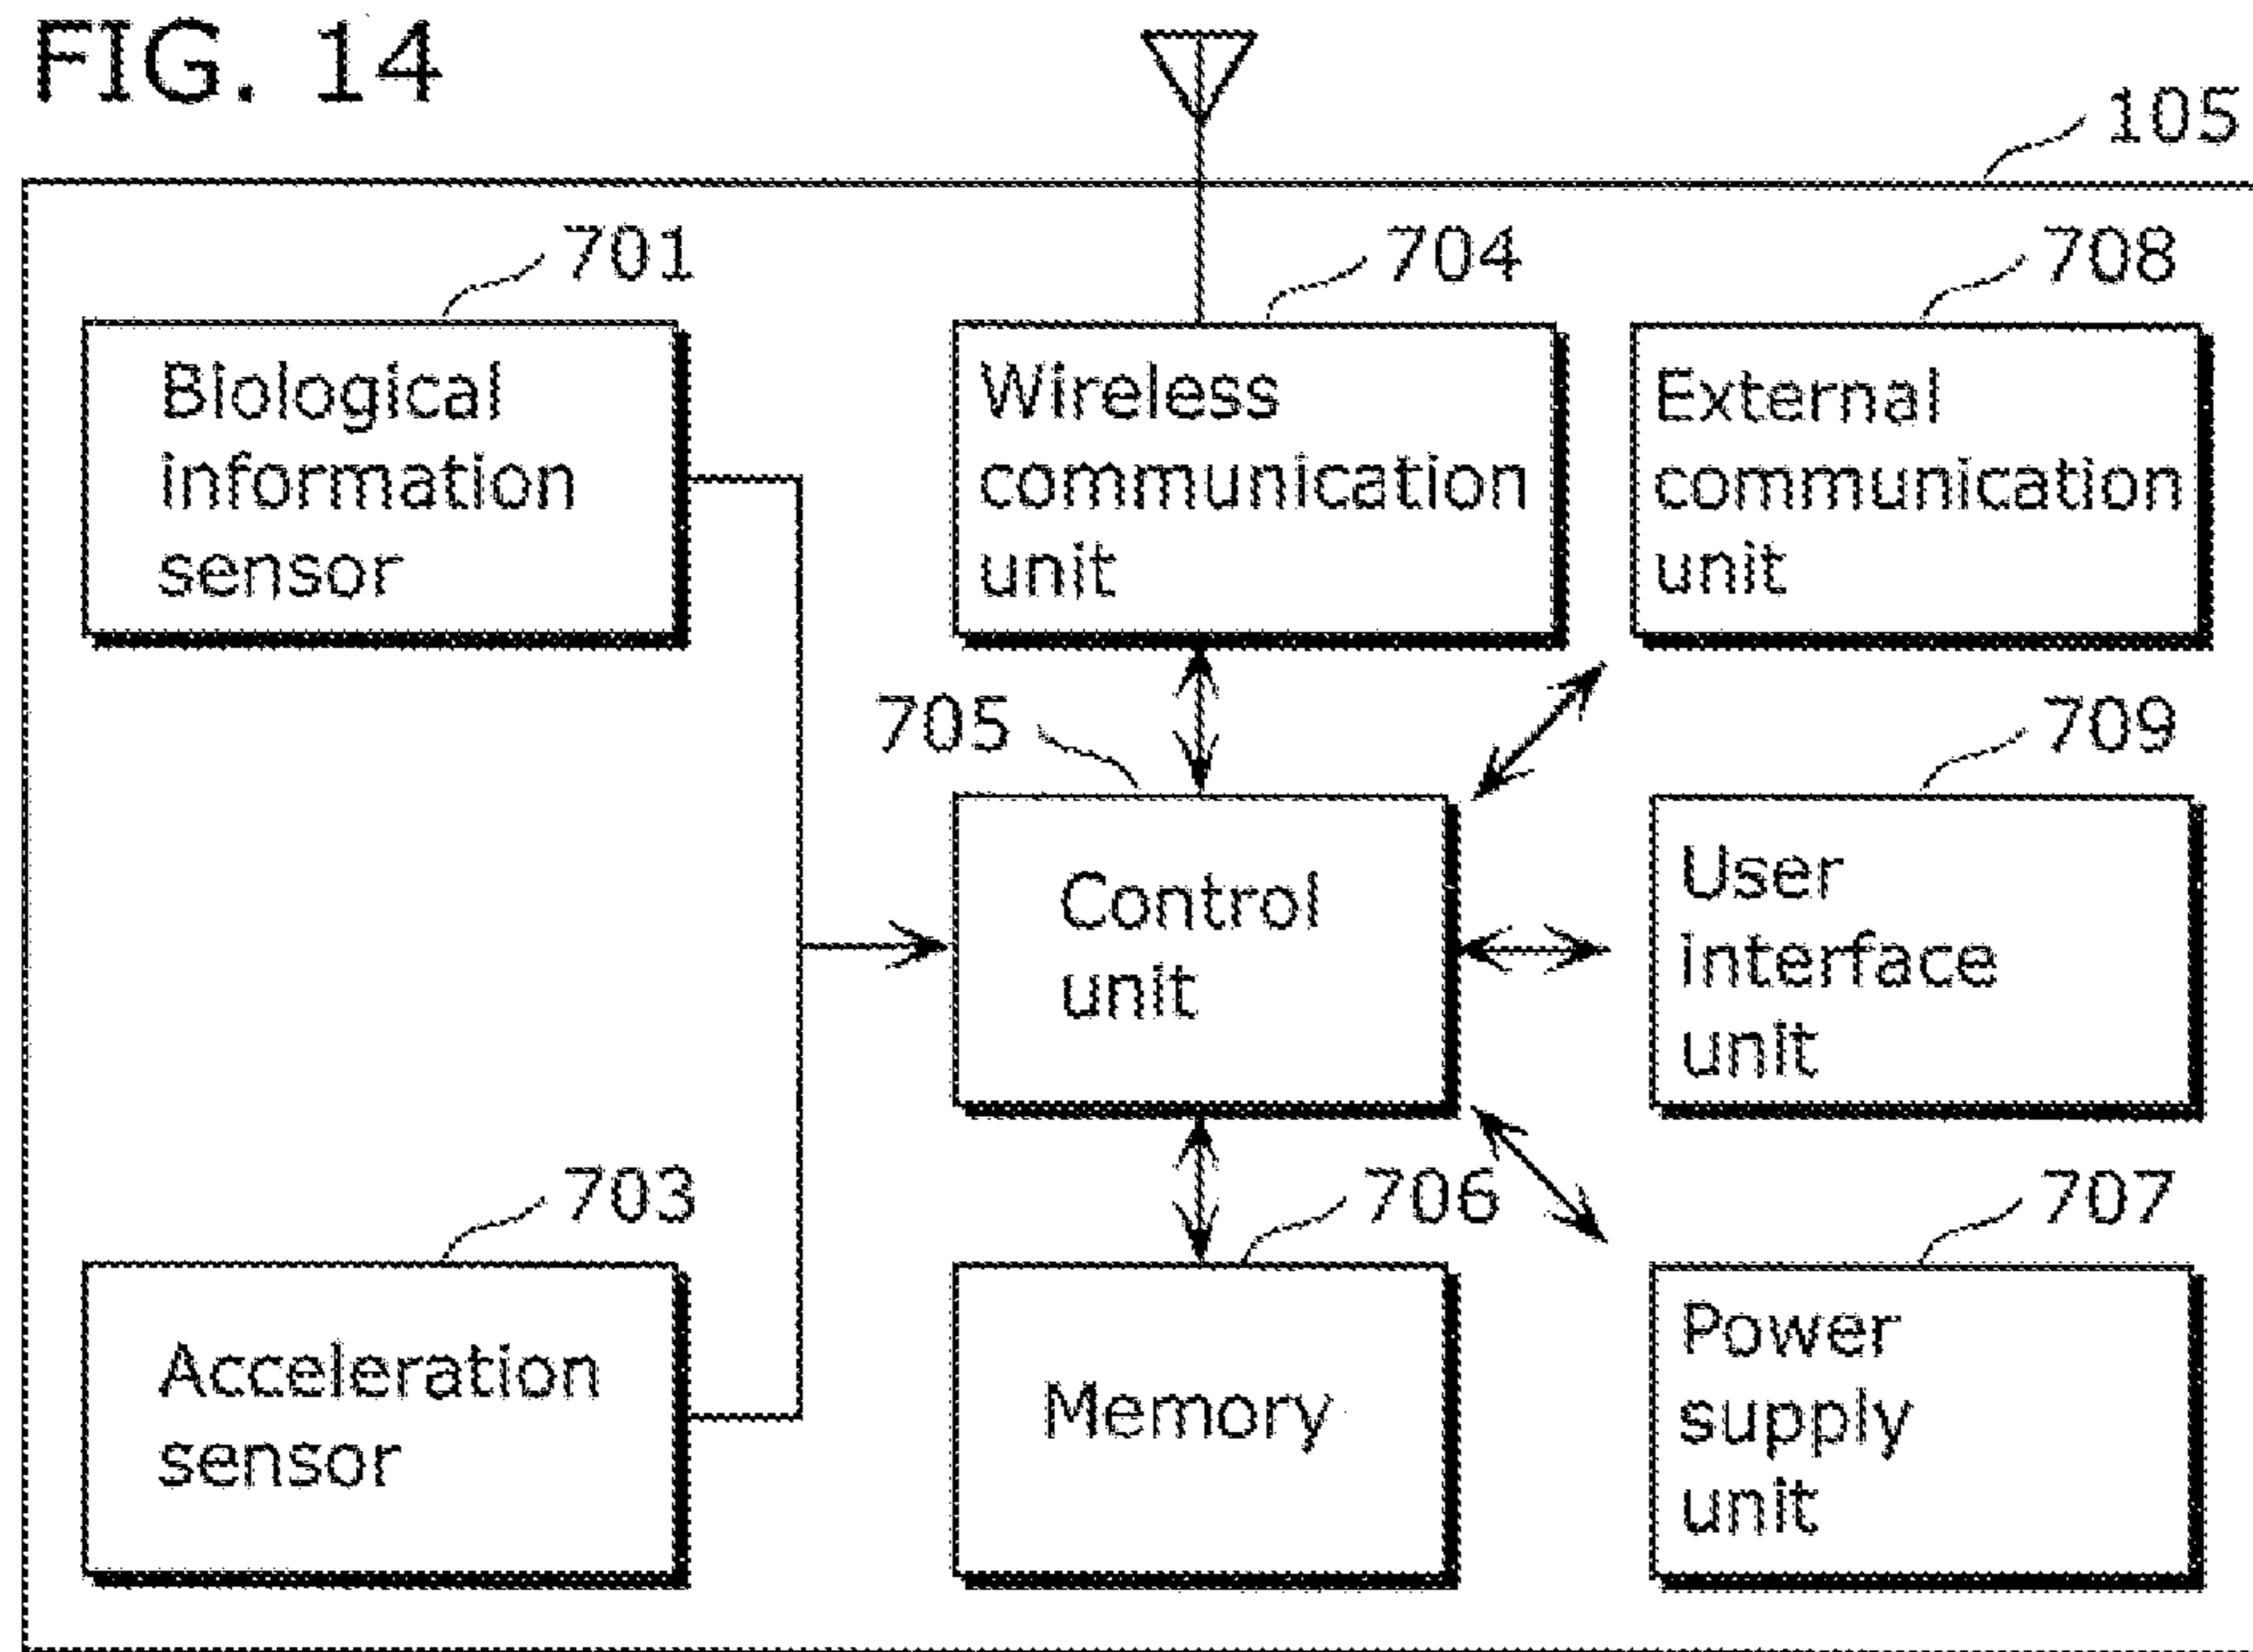 FIG. 14
105
701
704
708
Biological
information
sensor
Wireless
communication
unit
External
communication
unit
705
709
Control
unit
User
interface
unit
703
706
707
Acceleration
sensor
Memory
Power
supply
unit